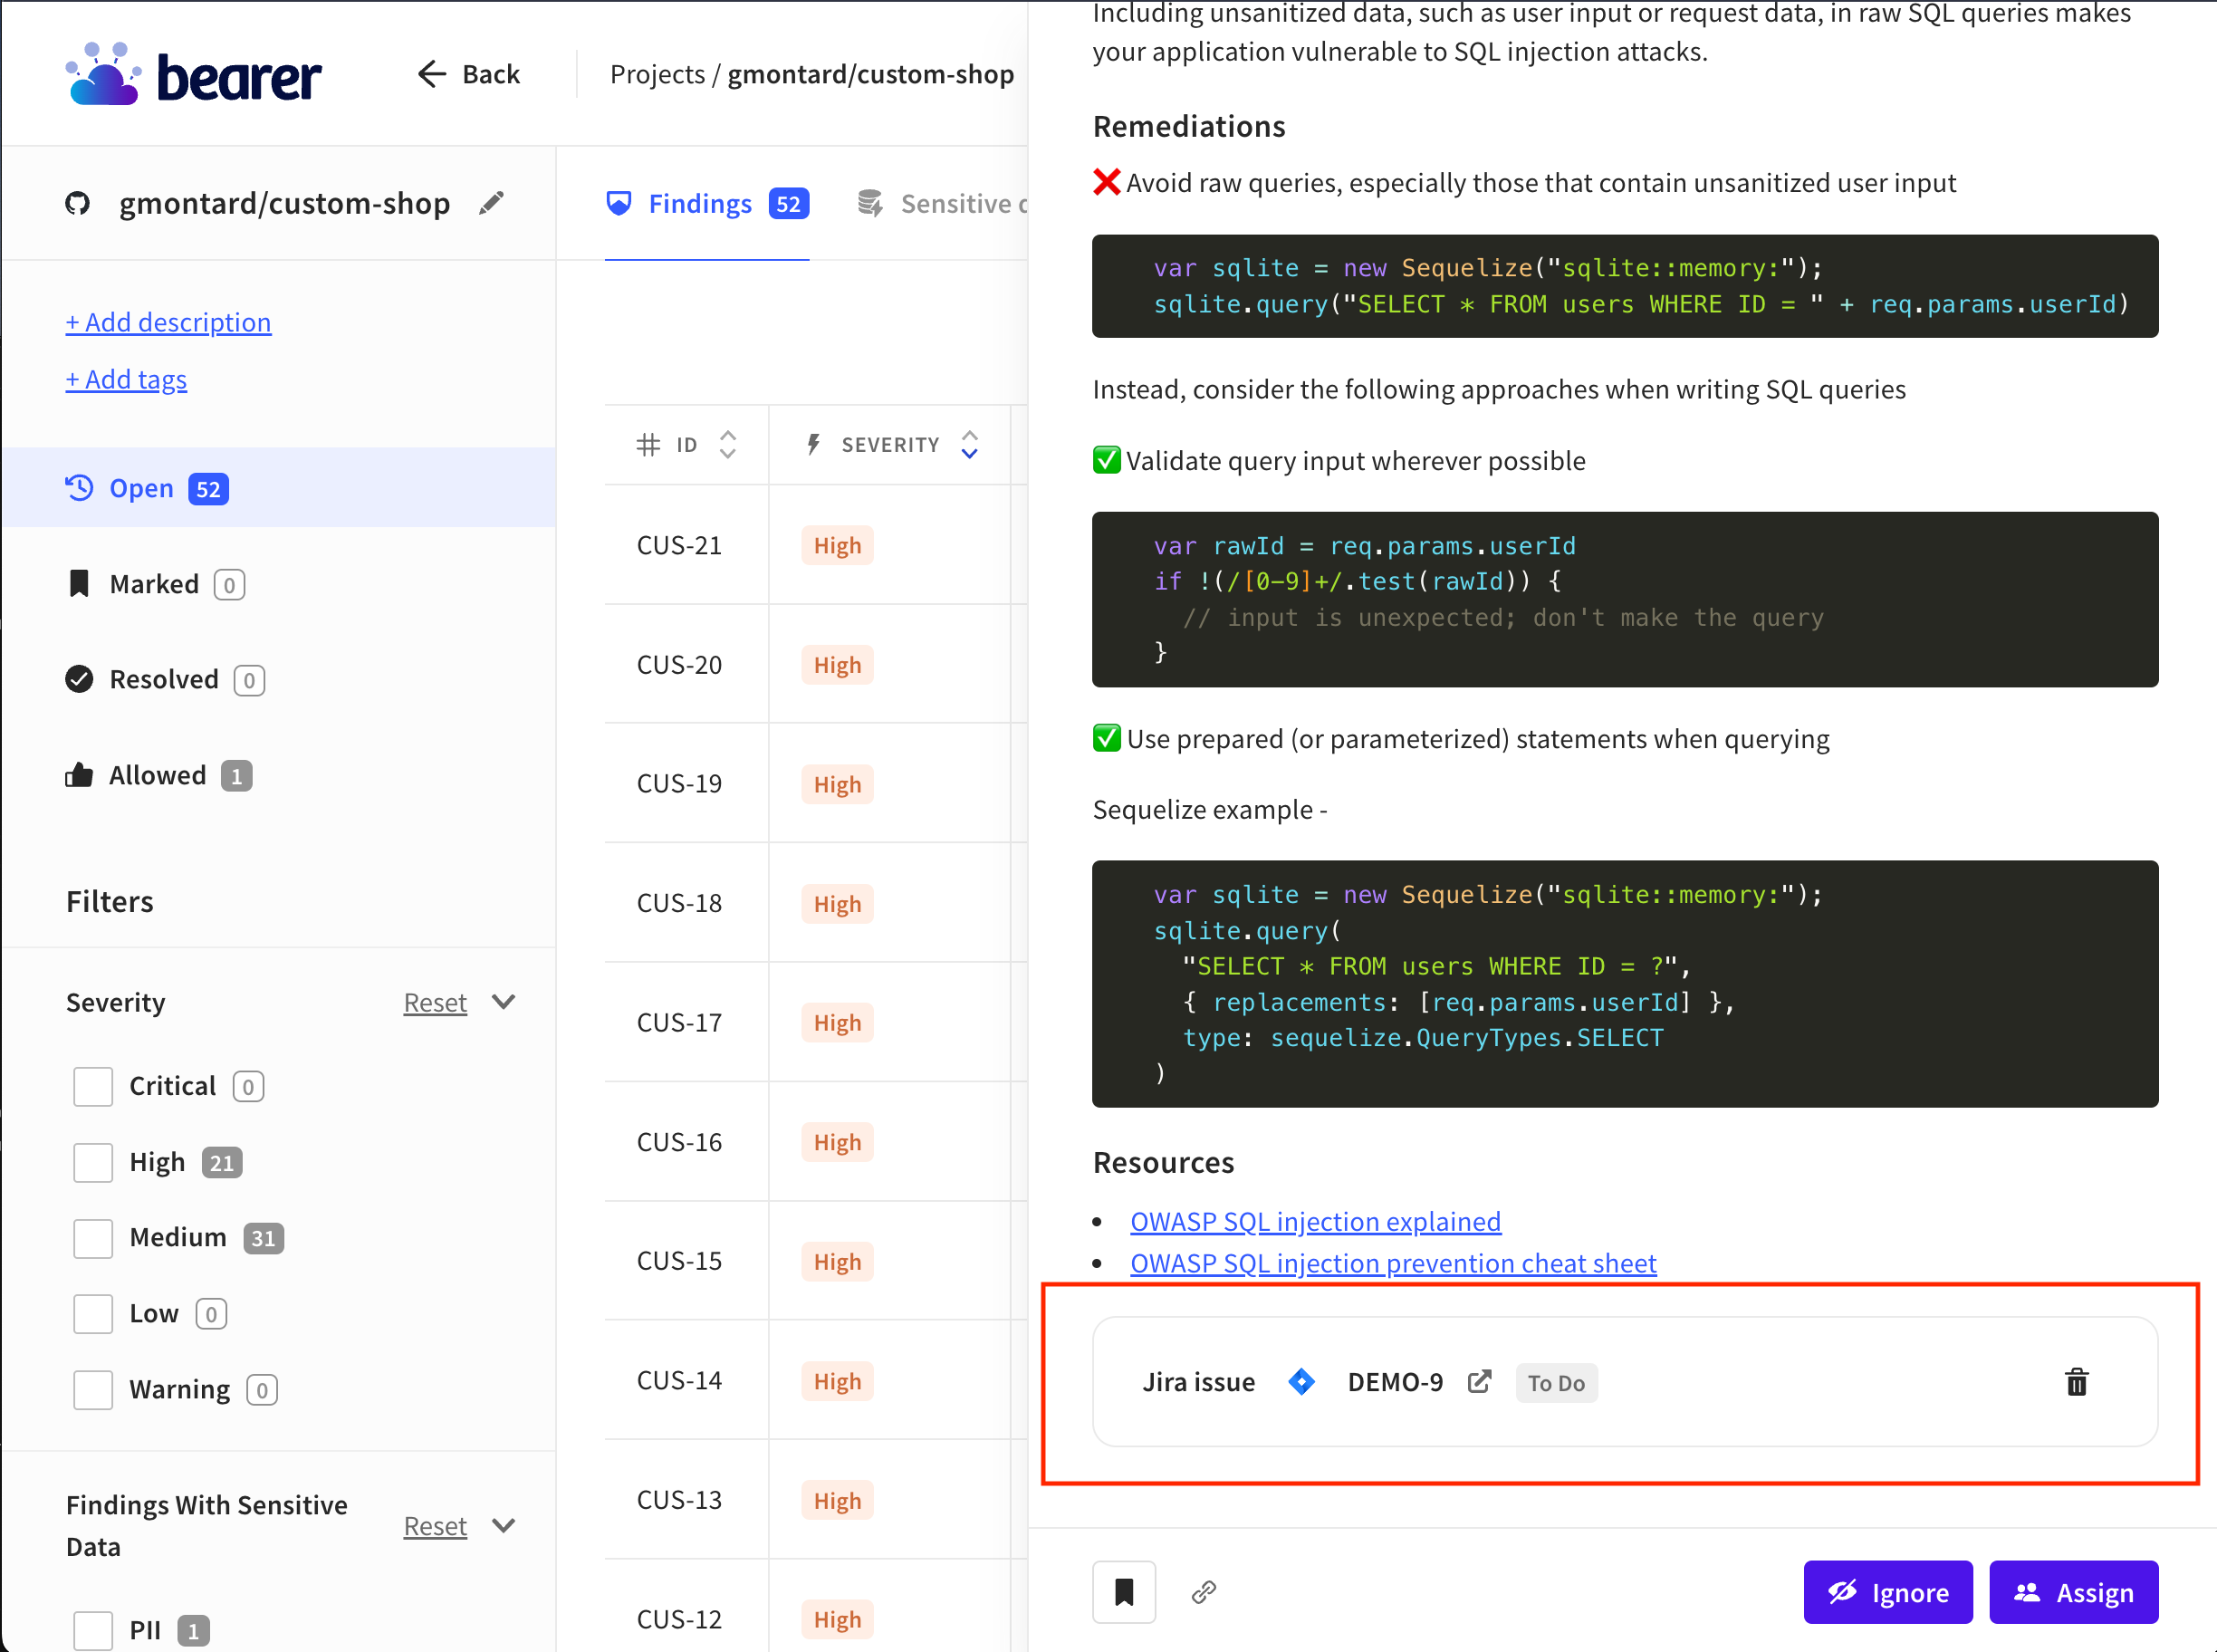 bearer
Back
Projects / gmontard/custom-shop
gmontard/custom-shop
+ Add description
+ Add tags
Open 52
Marked 0
Resolved 0
Allowed 1
Filters
Severity Reset
Critical 0
High 21
Medium 31
Low 0
Warning 0
Findings With Sensitive
Data
Reset
PII 1
Findings 52
Sensitive
ID SEVERITY
CUS-21 High
CUS-20 High
CUS-19 High
CUS-18 High
CUS-17 High
CUS-16 High
CUS-15 High
CUS-14 High
CUS-13 High
CUS-12 High
Including unsanitized data, such as user input or request data, in raw SQL queries makes
your application vulnerable to SQL injection attacks.
Remediations
❌ Avoid raw queries, especially those that contain unsanitized user input
var sqlite = new Sequelize("sqlite::memory:");
sqlite.query("SELECT * FROM users WHERE ID = " + req.params.userId)
Instead, consider the following approaches when writing SQL queries
✅ Validate query input wherever possible
var rawId = req.params.userId
if !(/[0-9]+/.test(rawId)) {
// input is unexpected; don't make the query
}
✅ Use prepared (or parameterized) statements when querying
Sequelize example -
var sqlite = new Sequelize("sqlite::memory:");
sqlite.query(
"SELECT * FROM users WHERE ID = ?",
{ replacements: [req.params.userId] },
type: sequelize.QueryTypes.SELECT
)
Resources
• OWASP SQL injection explained
• OWASP SQL injection prevention cheat sheet
Jira issue DEMO-9 To Do
Ignore
Assign